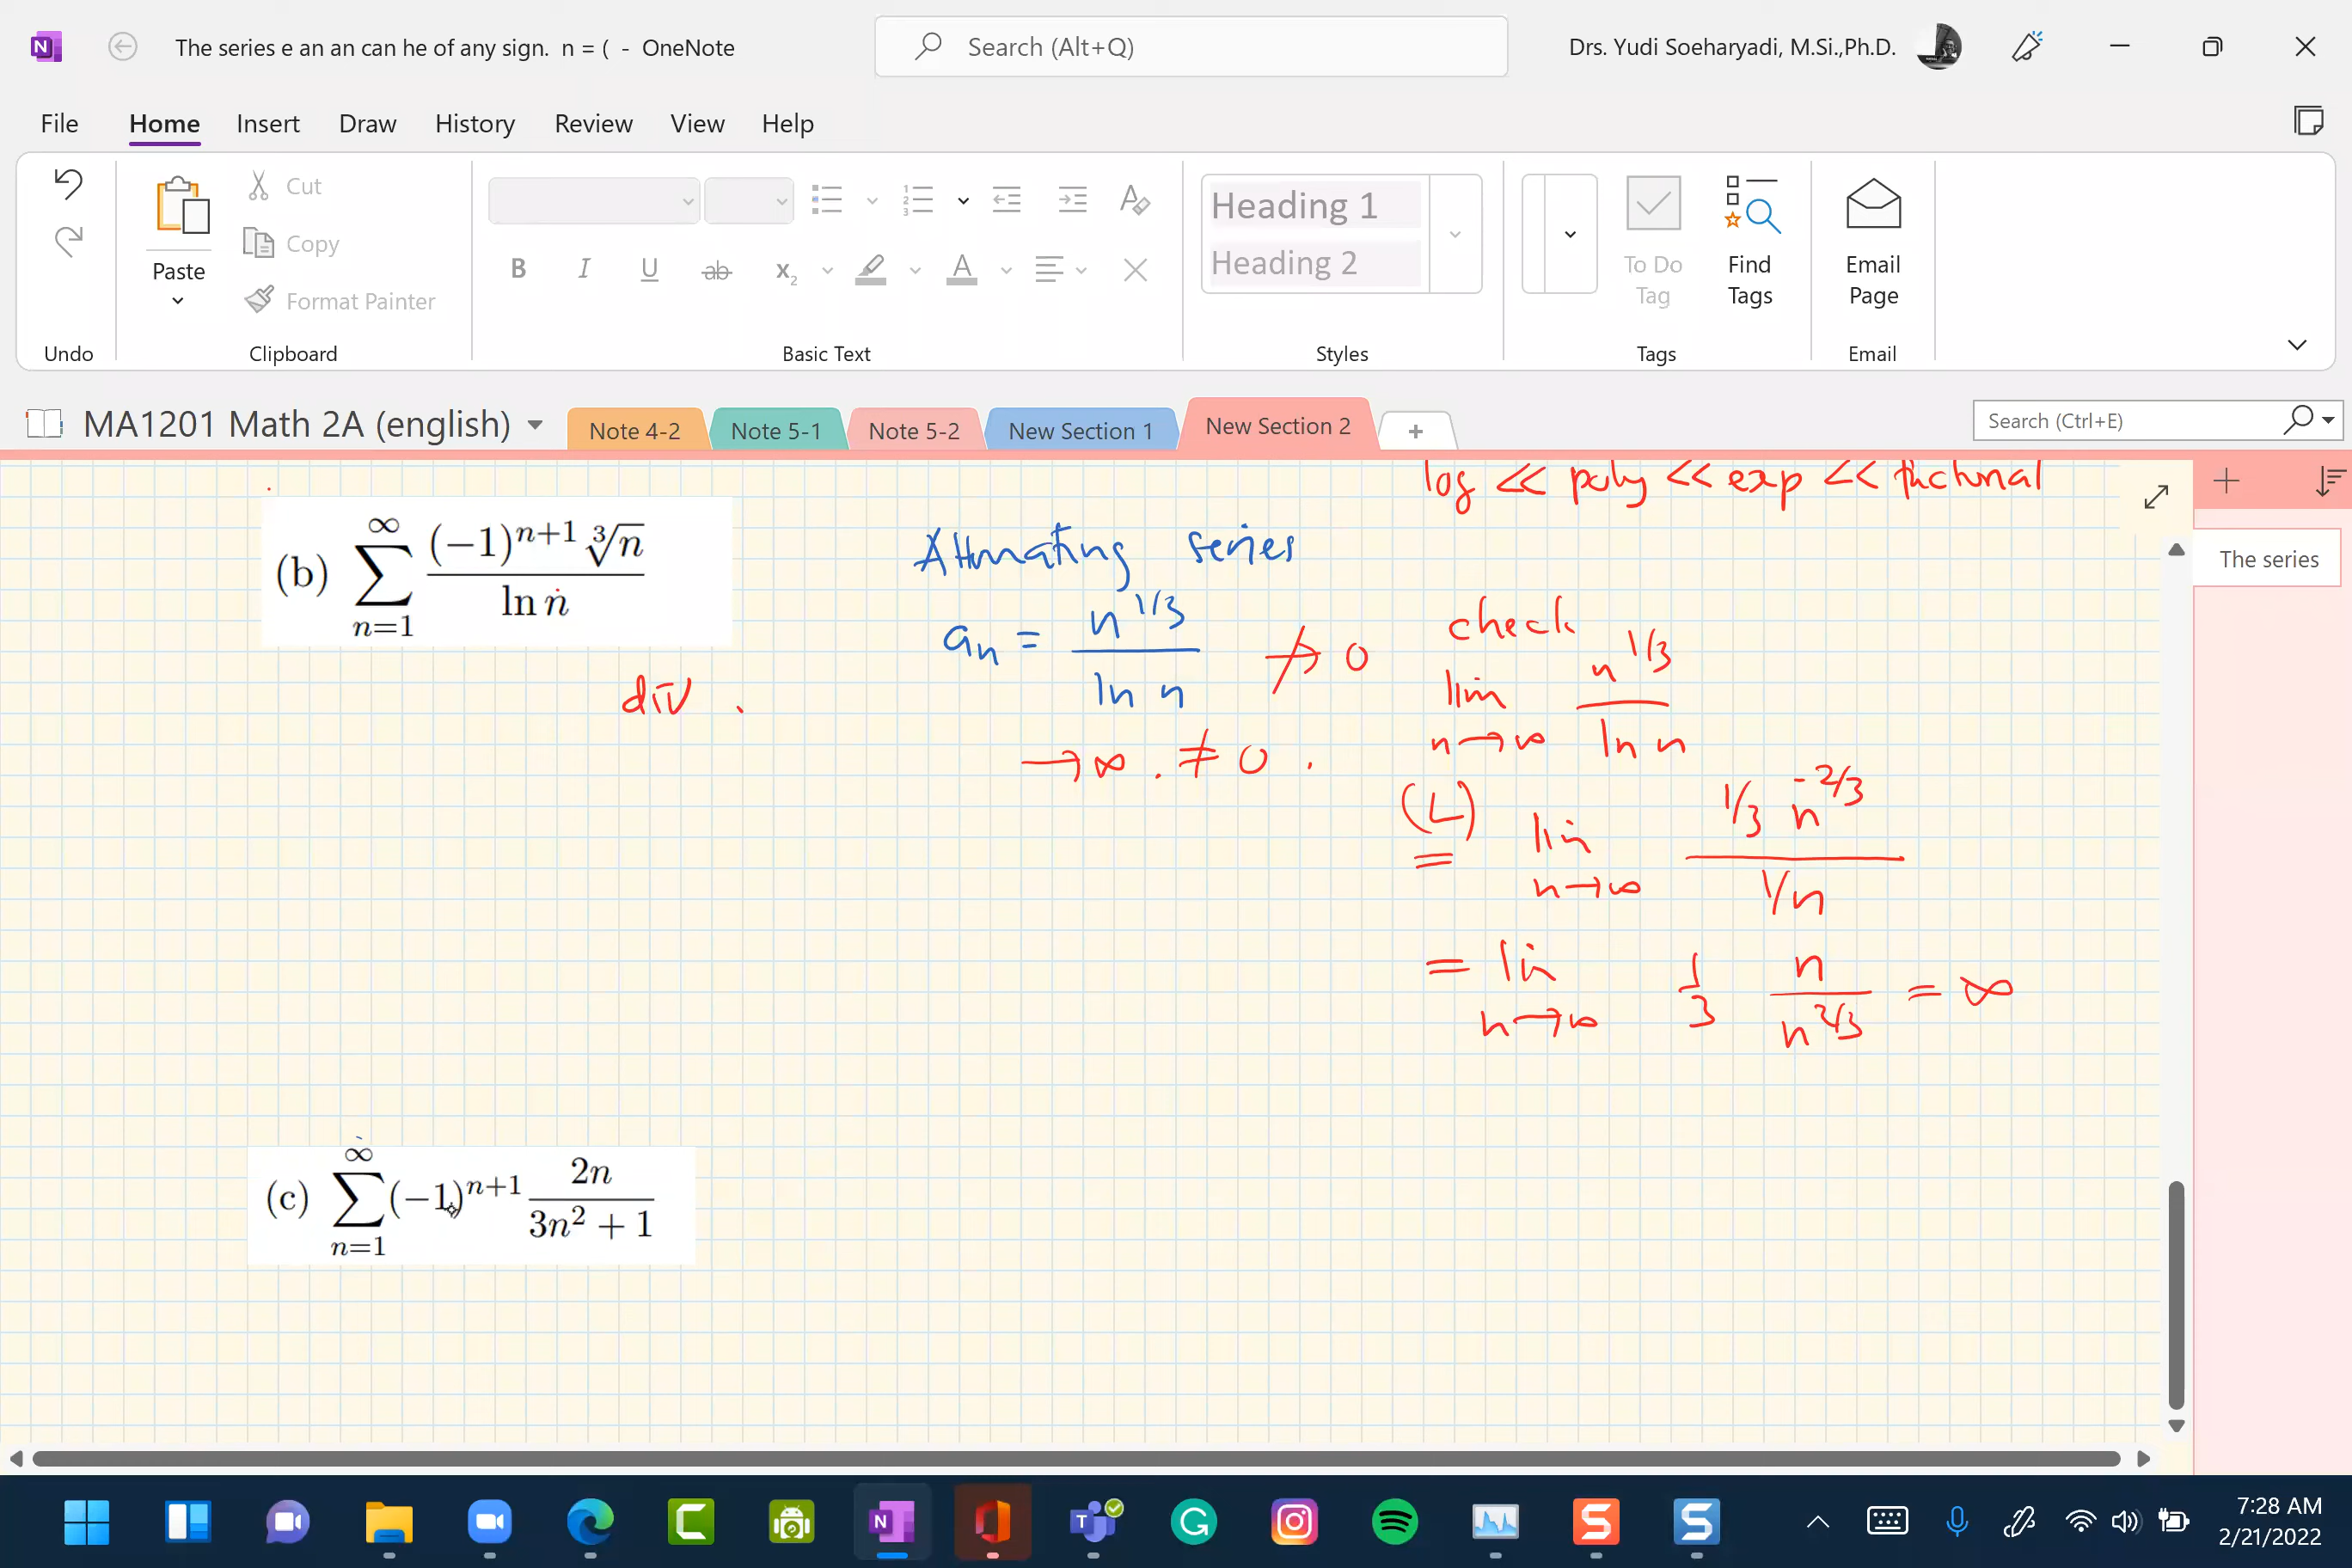 The series e an an can he of any sign. n = ( - OneNote
Search (Alt+Q)
Drs. Yudi Soeharyadi, M.Si.,Ph.D.
File Home Insert Draw History Review View Help
Cut
Copy
Format Painter
Paste
B I U ab x₂ A
Heading 1
Heading 2
To Do Tag
Find Tags
Email Page
Undo Clipboard Basic Text Styles Tags Email
MA1201 Math 2A (english)
Note 4-2 Note 5-1 Note 5-2 New Section 1 New Section 2 +
Search (Ctrl+E)
The series
log << poly << exp <<
(b) ∑_{n=1}^{∞} (−1)^{n+1} ∛n / ln n
Alternating series
a_n = n^{1/3} / ln n ↛ 0
→ ∞ . ≠ 0 .
div .
check
lim_{n→∞} n^{1/3} / ln n
(L) = lim_{n→∞} (1/3 n^{-2/3}) / (1/n)
= lim_{n→∞} 1/3 n / n^{2/3} = ∞
(c) ∑_{n=1}^{∞} (−1)^{n+1} 2n / (3n² + 1)
7:28 AM
2/21/2022